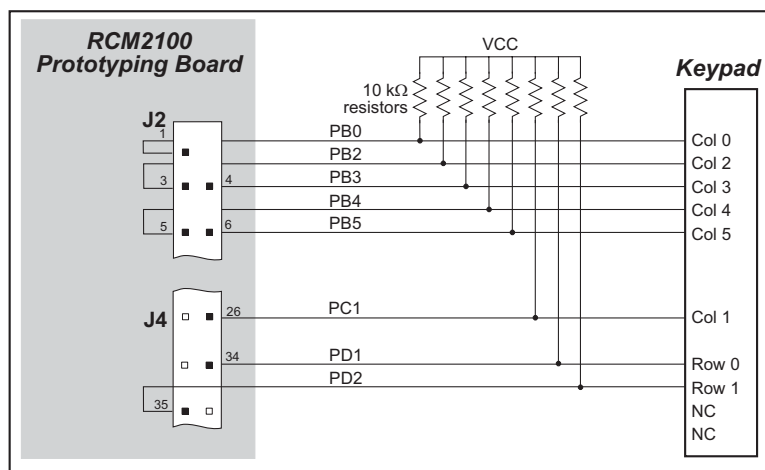 RCM2100
Prototyping Board
VCC
Keypad
10 kΩ
resistors
J2
1
PB0
Col 0
PB2
Col 2
3
4
PB3
Col 3
PB4
Col 4
5
6
PB5
Col 5
J4
26
PC1
Col 1
34
PD1
Row 0
PD2
Row 1
35
NC
NC